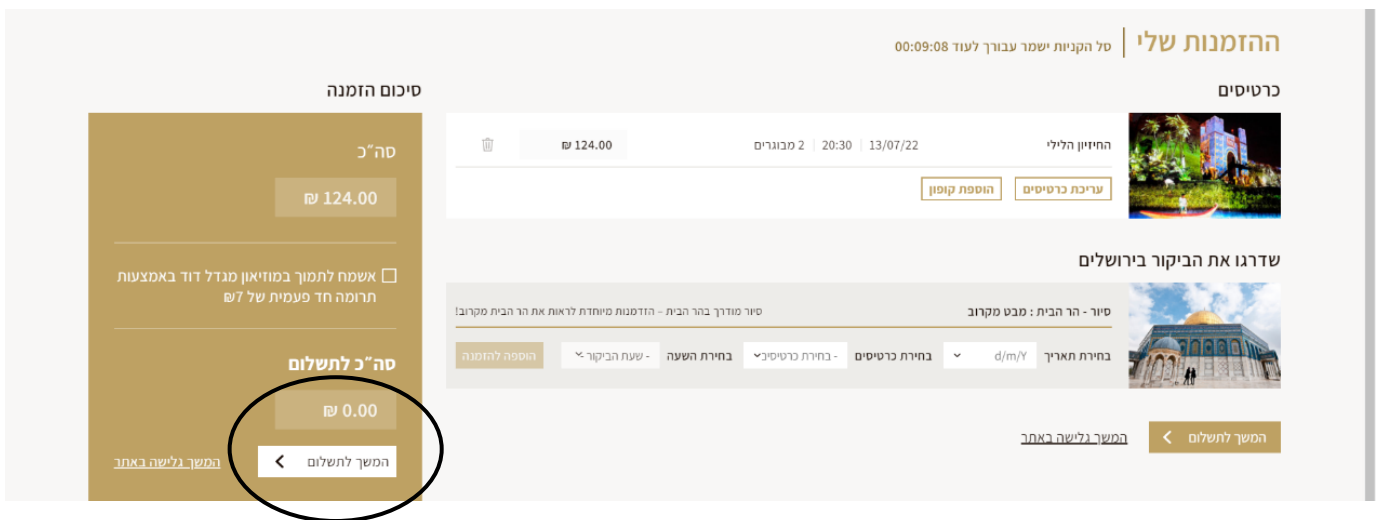 ההזמנות שלי | סל הקניות ישמר עבורך לעוד 00:09:08
כרטיסים
החיזיון הלילי 13/07/22 | 20:30 | 2 מבוגרים 124.00 ₪
עריכת כרטיסים הוספת קופון
שדרגו את הביקור בירושלים
סיור - הר הבית : מבט מקרוב סיור מודרך בהר הבית - הזדמנות מיוחדת לראות את הר הבית מקרוב!
בחירת תאריך d/m/Y בחירת כרטיסים - בחירת כרטיסינ בחירת השעה - שעת הביקור - הוספה להזמנה
המשך לתשלום המשך גלישה באתר
סיכום הזמנה
סה״כ
124.00 ₪
אשמח לתמוך במוזיאון מגדל דוד באמצעות
תרומה חד פעמית של 7₪
סה״כ לתשלום
0.00 ₪
המשך לתשלום המשך גלישה באתר